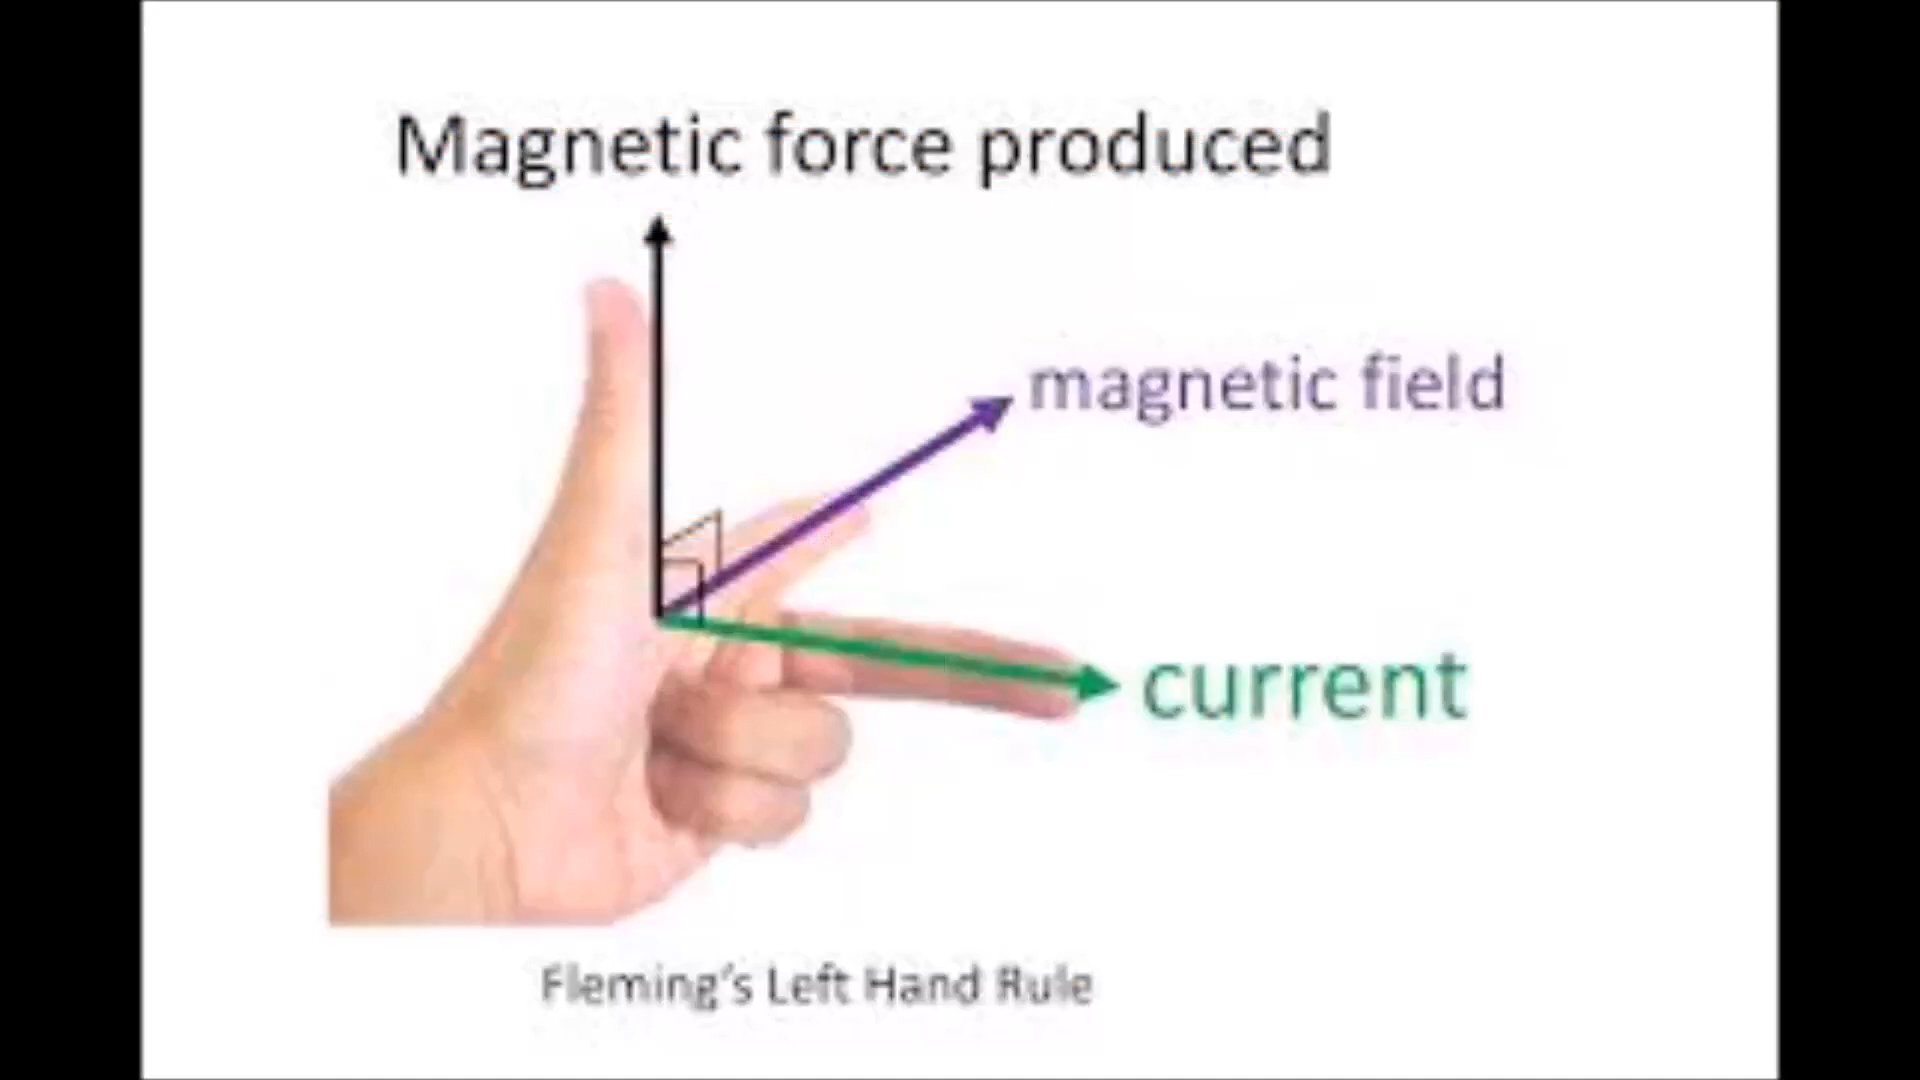 Magnetic force produced
magnetic field
current
Fleming's Left Hand Rule